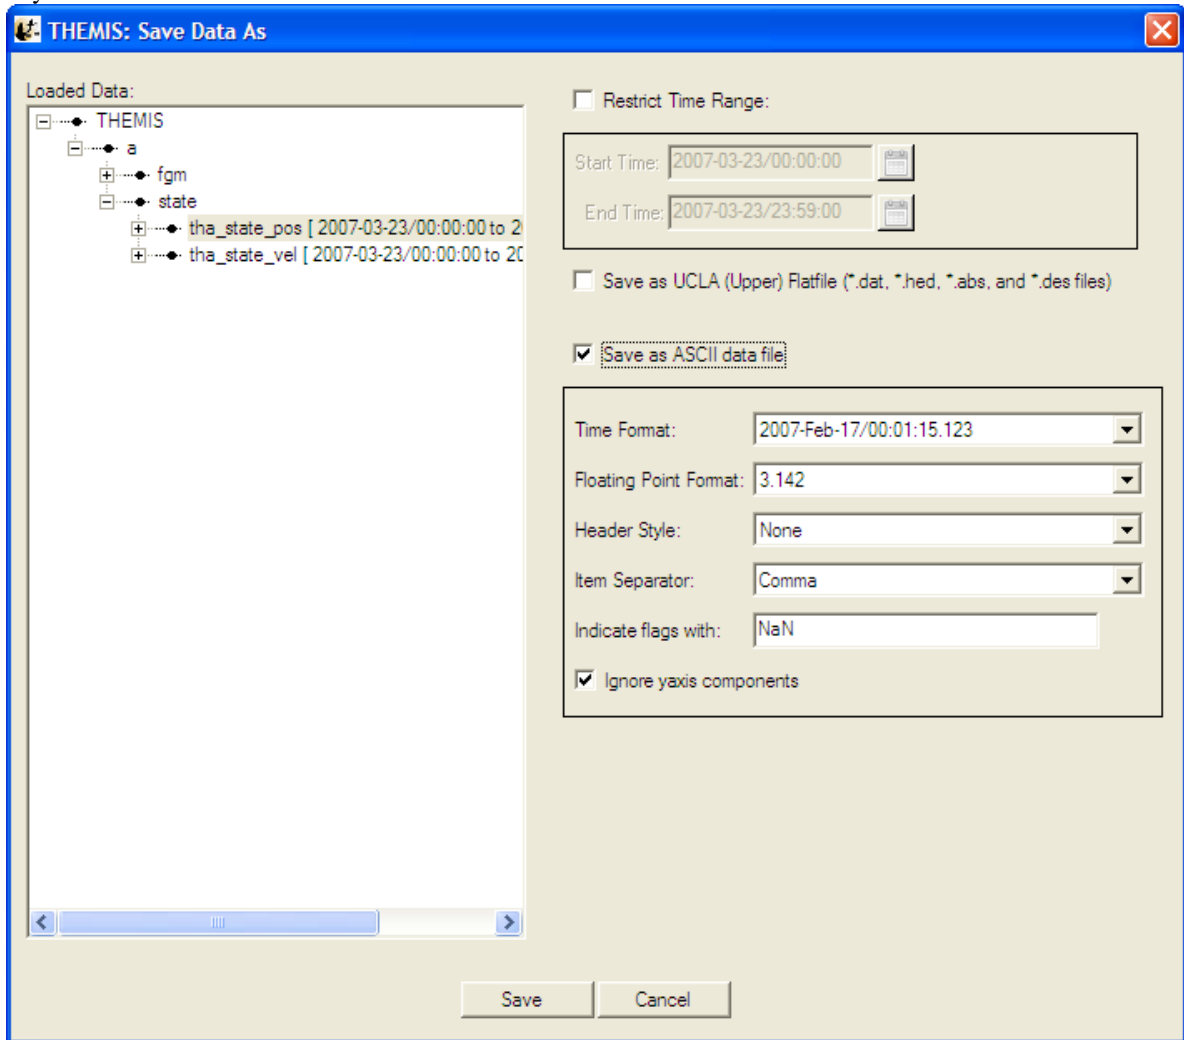 THEMIS: Save Data As
Loaded Data:
THEMIS
a
fgm
state
tha_state_pos [ 2007-03-23/00:00:00 to 2
tha_state_vel [ 2007-03-23/00:00:00 to 20
Restrict Time Range:
Start Time: 2007-03-23/00:00:00
End Time: 2007-03-23/23:59:00
Save as UCLA (Upper) Flatfile (*.dat, *.hed, *.abs, and *.des files)
Save as ASCII data file
Time Format: 2007-Feb-17/00:01:15.123
Floating Point Format: 3.142
Header Style: None
Item Separator: Comma
Indicate flags with: NaN
Ignore yaxis components
Save Cancel